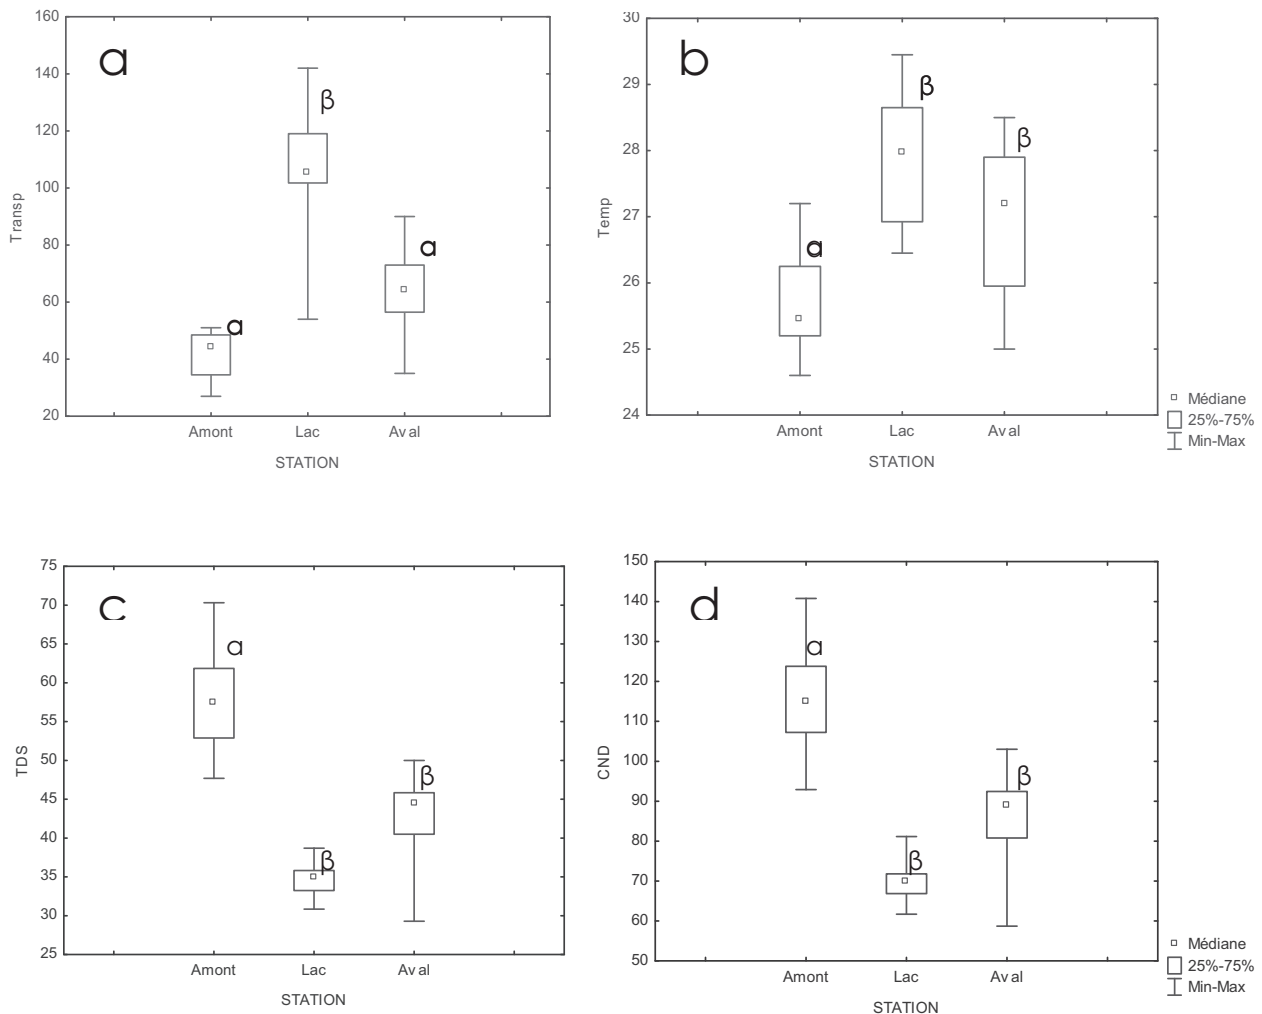 a
160
140
120
100
80
60
40
20
Transp
β
α
α
Amont Lac Aval
STATION
b
30
29
28
27
26
25
24
Temp
β
β
α
Amont Lac Aval
STATION
Médiane
25%-75%
Min-Max
c
75
70
65
60
55
50
45
40
35
30
25
TDS
α
β
β
Amont Lac Aval
STATION
d
150
140
130
120
110
100
90
80
70
60
50
CND
α
β
β
Amont Lac Aval
STATION
Médiane
25%-75%
Min-Max